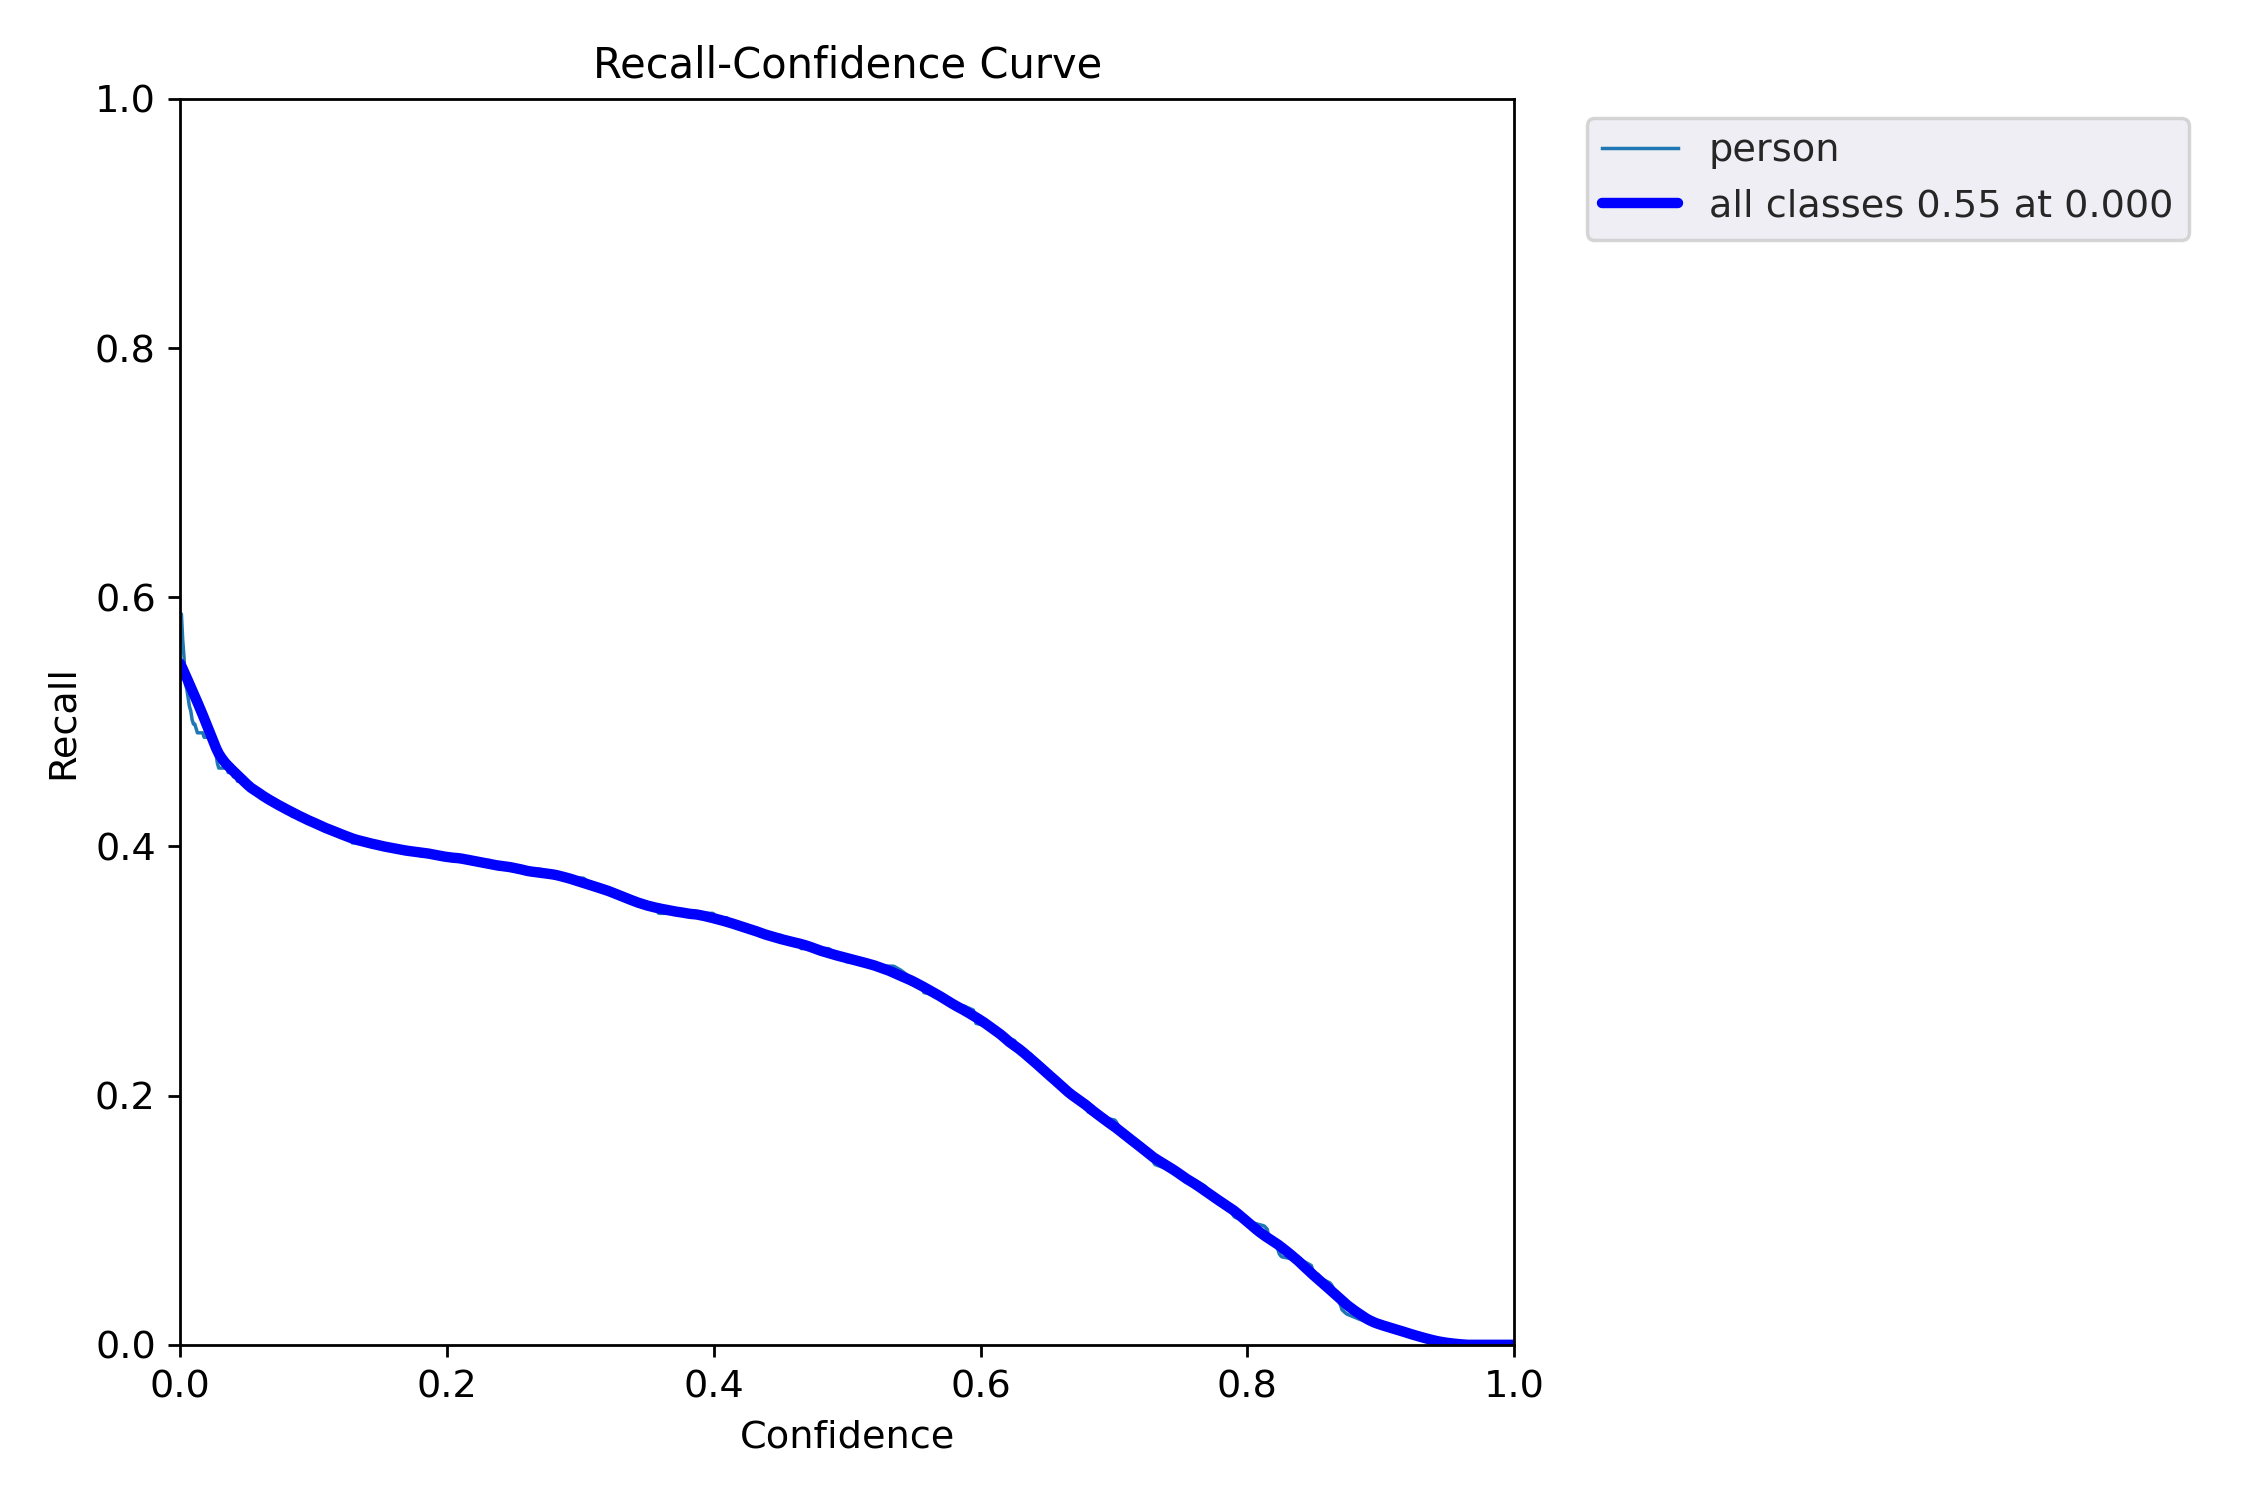 Recall-Confidence Curve
person
all classes 0.55 at 0.000
1.0
0.8
0.6
0.4
0.2
0.0
Recall
0.0 0.2 0.4 0.6 0.8 1.0
Confidence